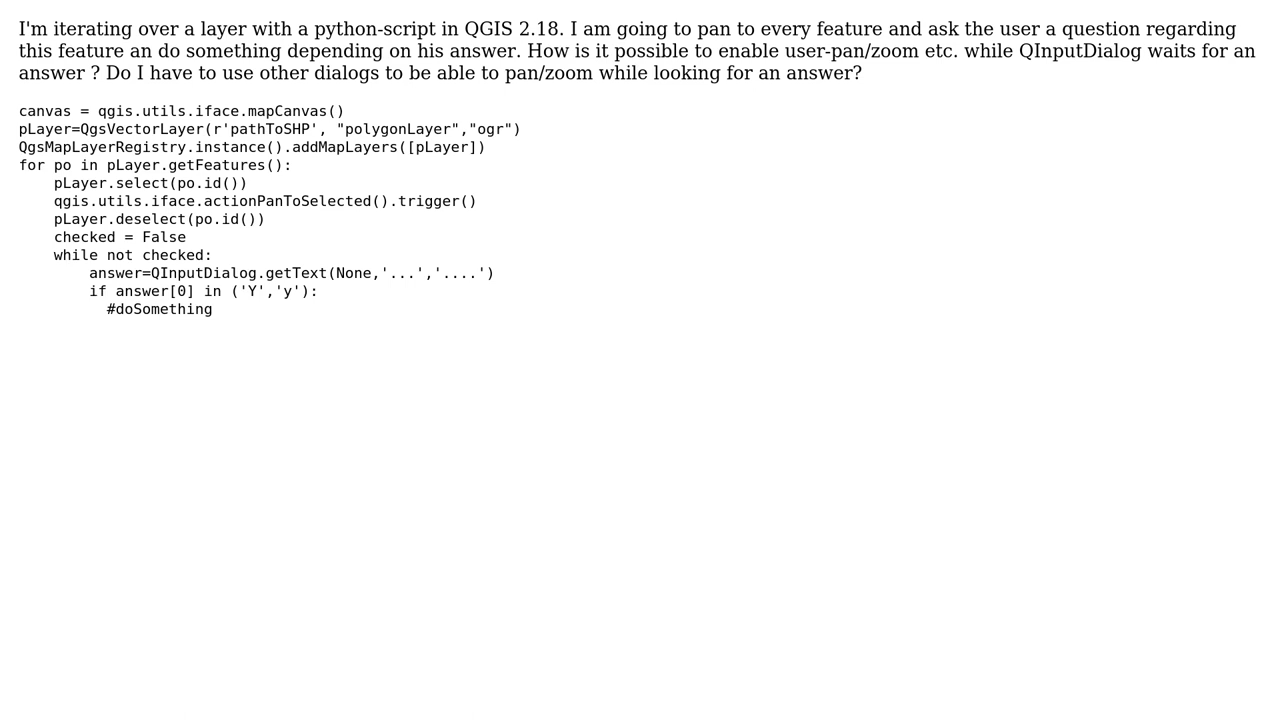 I'm iterating over a layer with a python-script in QGIS 2.18. I am going to pan to every feature and ask the user a question regarding
this feature an do something depending on his answer. How is it possible to enable user-pan/zoom etc. while QInputDialog waits for an
answer ? Do I have to use other dialogs to be able to pan/zoom while looking for an answer?
canvas = qgis.utils.iface.mapCanvas()
pLayer=QgsVectorLayer(r'pathToSHP', "polygonLayer","ogr")
QgsMapLayerRegistry.instance().addMapLayers([pLayer])
for po in pLayer.getFeatures():
    pLayer.select(po.id())
    qgis.utils.iface.actionPanToSelected().trigger()
    pLayer.deselect(po.id())
    checked = False
    while not checked:
        answer=QInputDialog.getText(None,'...','....')
        if answer[0] in ('Y','y'):
          #doSomething